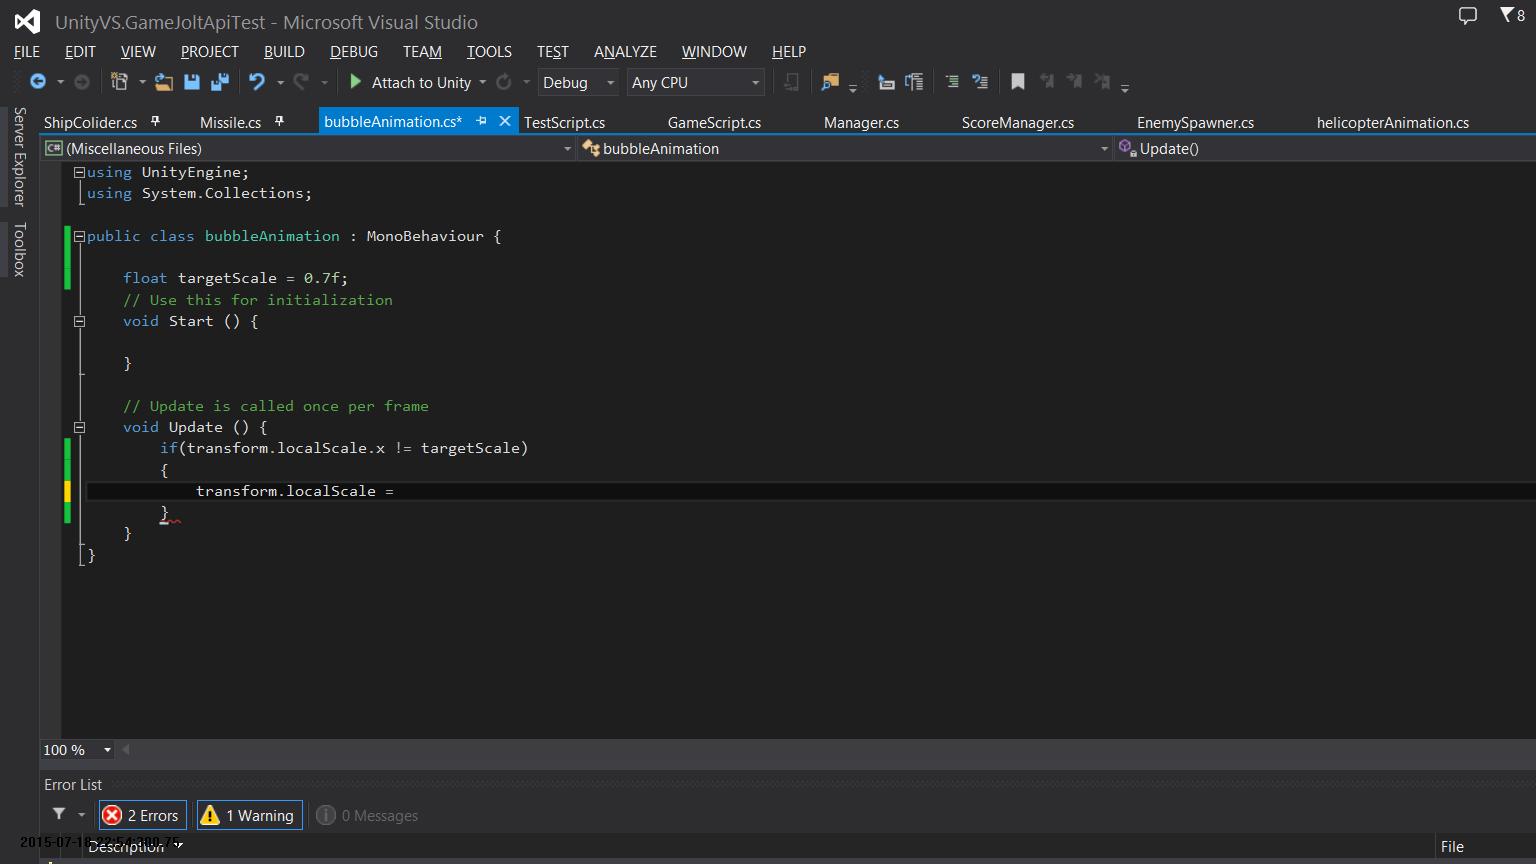 UnityVS.GameJoltApiTest - Microsoft Visual Studio
8
FILE EDIT VIEW PROJECT BUILD DEBUG TEAM TOOLS TEST ANALYZE WINDOW HELP
Attach to Unity Debug Any CPU
Server Explorer
Toolbox
ShipColider.cs Missile.cs bubbleAnimation.cs* TestScript.cs GameScript.cs Manager.cs ScoreManager.cs EnemySpawner.cs helicopterAnimation.cs
C# (Miscellaneous Files) bubbleAnimation Update()
using UnityEngine;
using System.Collections;
public class bubbleAnimation : MonoBehaviour {
float targetScale = 0.7f;
// Use this for initialization
void Start () {
}
// Update is called once per frame
void Update () {
if(transform.localScale.x != targetScale)
{
transform.localScale =
}
}
}
100 %
Error List
2 Errors 1 Warning 0 Messages
Description File